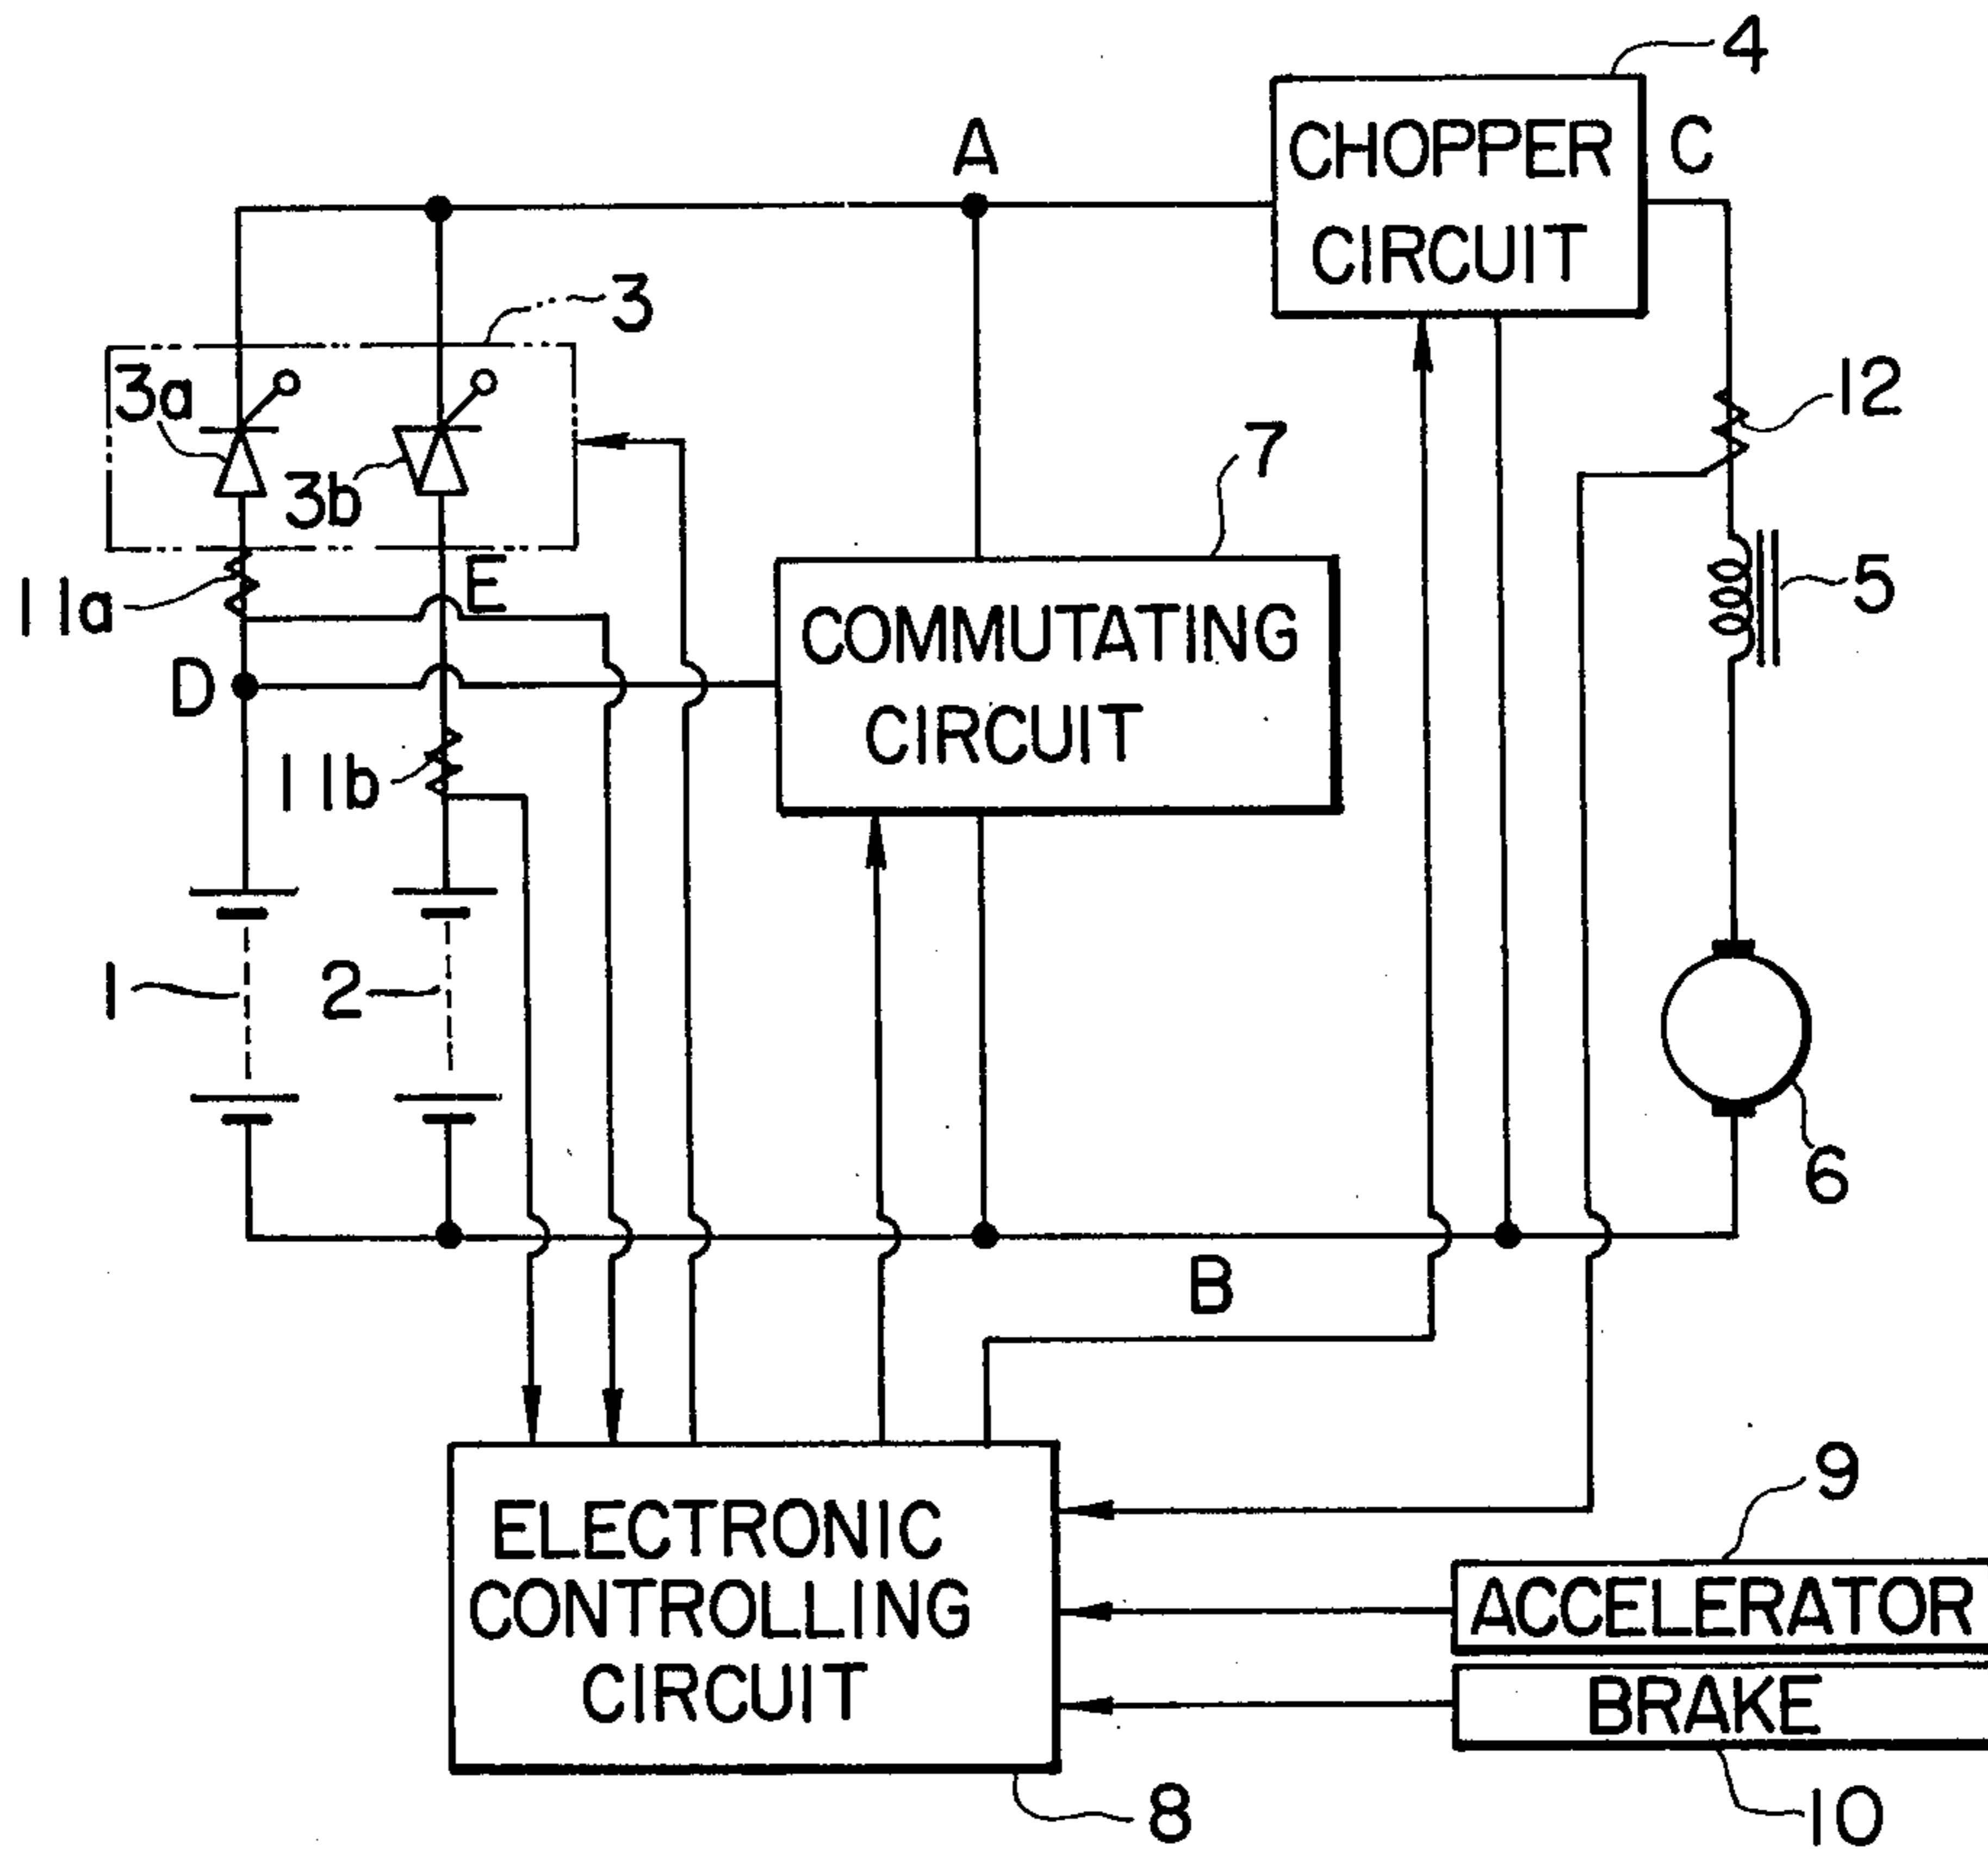 4
A
CHOPPER
CIRCUIT
C
3
3a
3b
12
7
11a
E
5
COMMUTATING
CIRCUIT
D
11b
1
2
6
B
ELECTRONIC
CONTROLLING
CIRCUIT
9
ACCELERATOR
BRAKE
8
10